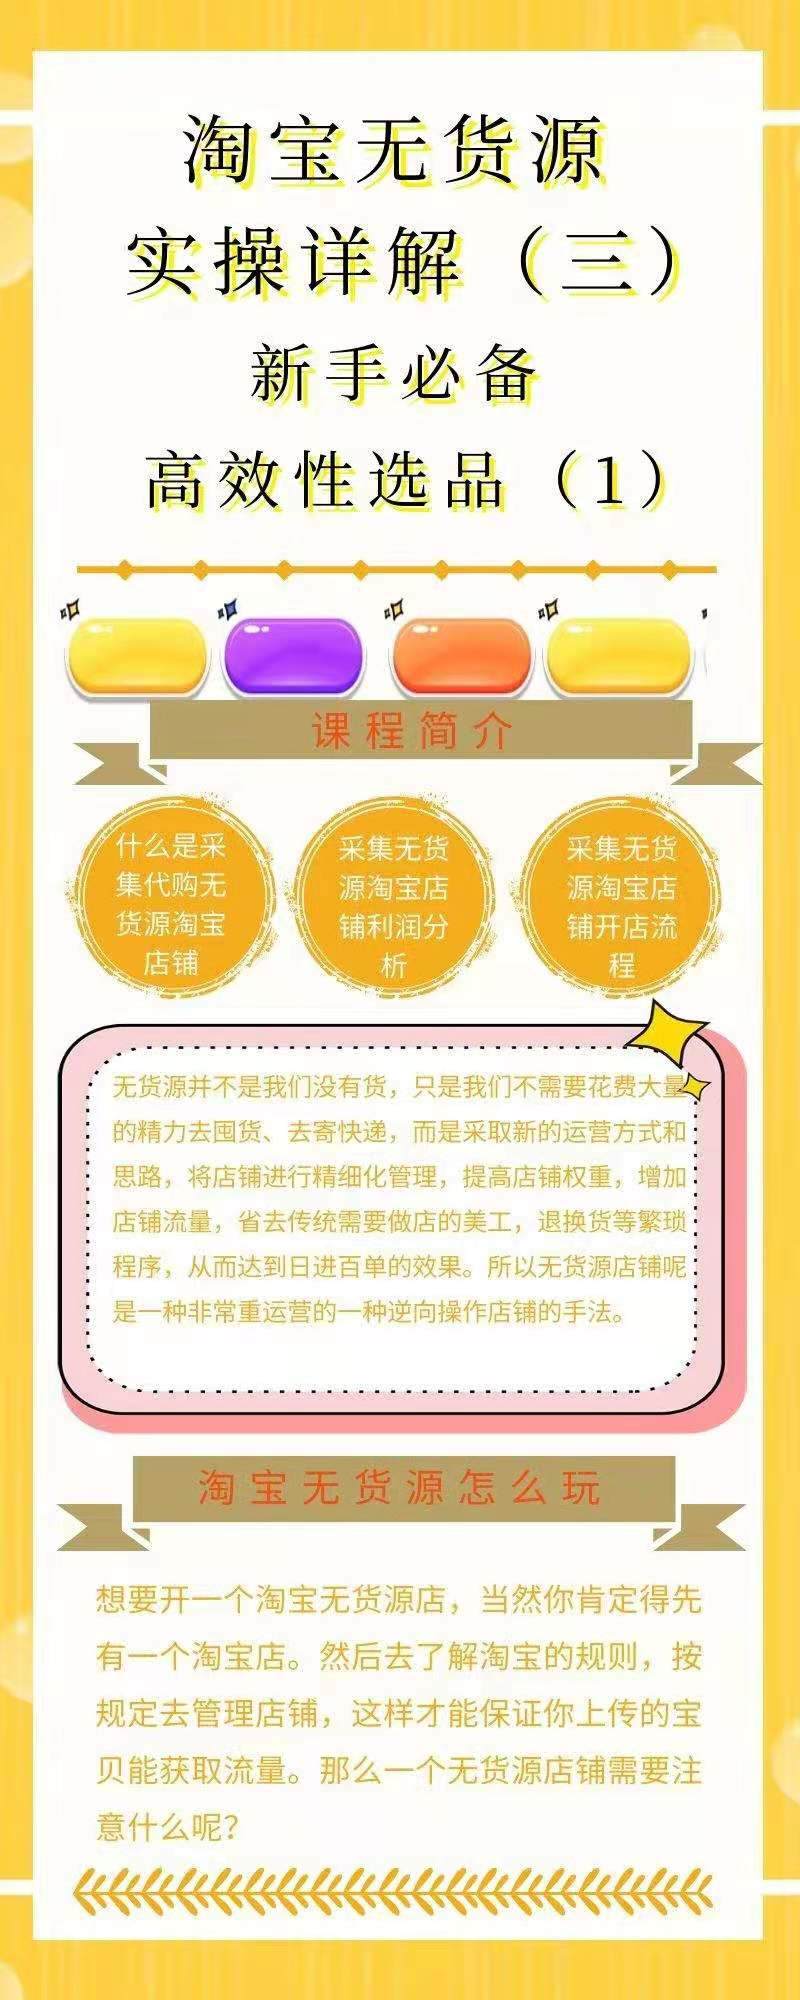 淘宝无货源
实操详解（三）
新手必备
高效性选品（1）
课程简介
什么是采
集代购无
货源淘宝
店铺
采集无货
源淘宝店
铺利润分
析
采集无货
源淘宝店
铺开店流
程
无货源并不是我们没有货，只是我们不需要花费大量
的精力去囤货、去寄快递，而是采取新的运营方式和
思路，将店铺进行精细化管理，提高店铺权重，增加
店铺流量，省去传统需要做店的美工，退换货等繁琐
程序，从而达到日进百单的效果。所以无货源店铺呢
是一种非常重运营的一种逆向操作店铺的手法。
淘宝无货源怎么玩
想要开一个淘宝无货源店，当然你肯定得先
有一个淘宝店。然后去了解淘宝的规则，按
规定去管理店铺，这样才能保证你上传的宝
贝能获取流量。那么一个无货源店铺需要注
意什么呢？